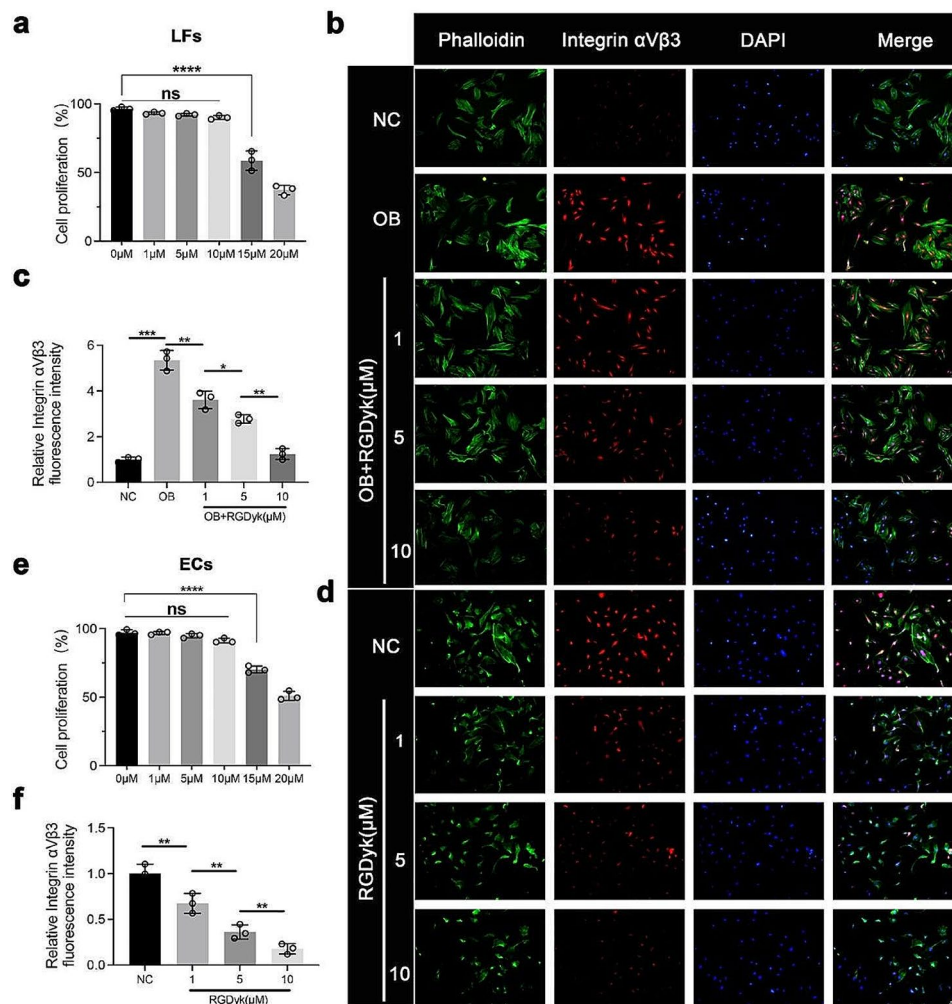 a
LFs
****
ns
Cell proliferation (%)
100
50
0
0μM 1μM 5μM 10μM 15μM 20μM
b
Phalloidin Integrin αVβ3 DAPI Merge
NC
OB
OB+RGDyk(μM)
1
5
10
c
Relative Integrin αVβ3
fluorescence intensity
*** ** * **
6
4
2
0
NC OB 1 5 10
OB+RGDyk(μM)
d
NC
RGDyk(μM)
1
5
10
e
ECs
****
ns
Cell proliferation (%)
100
50
0
0μM 1μM 5μM 10μM 15μM 20μM
f
Relative Integrin αVβ3
fluorescence intensity
** ** **
1.5
1.0
0.5
0.0
NC 1 5 10
RGDyk(μM)